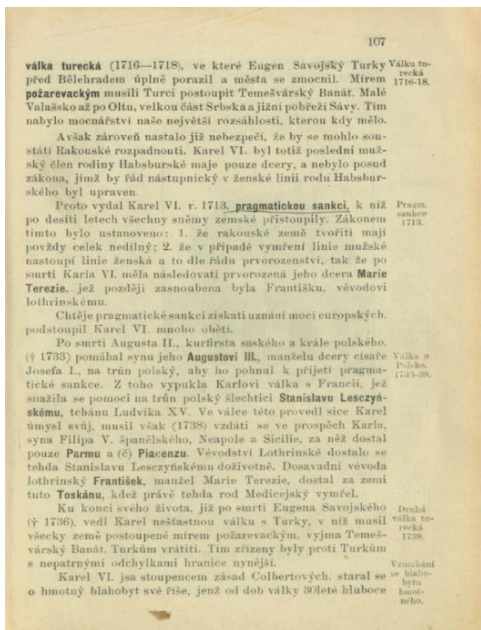 107
válka turecká (1716—1718), ve které Eugen Savojský Turky
před Bělehradem úplně porazil a města se zmocnil. Mírem
požarevackým musili Turci postoupit Temešvárský Banát. Malé
Valašsko až po Oltu, velkou část Srbska a jižní pobřeží Sávy. Tím
nabylo mocnářství naše největší rozsáhlosti, kterou kdy mělo.
Válku tu-
recká
1716-18.
Avšak zároveň nastalo již nebezpečí, že by se mohlo sou-
státí Rakouské rozpadnouti. Karel VI. byl totiž poslední muž-
ský člen rodiny Habsburské maje pouze dcery, a nebylo posud
zákona, jímž by řád nástupnický v ženské linii rodu Habsbur-
ského byl upraven.
Proto vydal Karel VI. r. 1713. pragmatickou sankci, k níž
po desíti letech všechny sněmy zemské přistoupily. Zákonem
tímto bylo ustanoveno: 1. že rakouské země tvořiti mají
povždy celek nedílný; 2. že v případě vymření linie mužské
nastoupí linie ženská a to dle řádu prvorozenství, tak že po
smrti Karla VI. měla následovati prvorozená jeho dcera Marie
Terezie, jež později zasnoubena byla Františku, vévodovi
lothrinskému.
Pragm.
sankce
1713.
Chtěje pragmatické sankci získati uznání mocí europských,
podstoupil Karel VI. mnoho obětí.
Po smrti Augusta II., kurfirsta saského a krále polského,
(† 1733) pomáhal synu jeho Augustovi III., manželu dcery císaře
Josefa I., na trůn polský, aby ho pohnul k přijetí pragma-
tické sankce. Z toho vypukla Karlovi válka s Francií, jež
snažila se pomoci na trůn polský šlechtici Stanislavu Lesczyň-
skému, tchánu Ludvíka XV. Ve válce této provedl sice Karel
úmysl svůj, musil však (1738) vzdáti se ve prospěch Karla,
syna Filipa V. španělského, Neapole a Sicilie, za něž dostal
pouze Parmu a (č) Piacenzu. Vévodství Lothrinské dostalo se
tehda Stanislavu Lesczyňskému doživotně. Dosavadní vévoda
lothrinský František, manžel Marie Terezie, dostal za zemi
tuto Toskánu, kdež právě tehda rod Medicejský vymřel.
Válka o
Polsko,
1733-39.
Ku konci svého života, již po smrti Eugena Savojského
(† 1736), vedl Karel nešťastnou válku s Turky, v níž musil
všecky země postoupené mírem požarevackým, vyjma Temeš-
várský Banát, Turkům vrátiti. Tím zřízeny byly proti Turkům
s nepatrnými odchylkami hranice nynější.
Druhá
válka tu-
recká
1739.
Karel VI. jsa stoupencem zásad Colbertových, staral se
o hmotný blahobyt své říše, jenž od dob války 30leté hluboce
Vzmáhání
se blaho-
bytu
hmot-
ného.